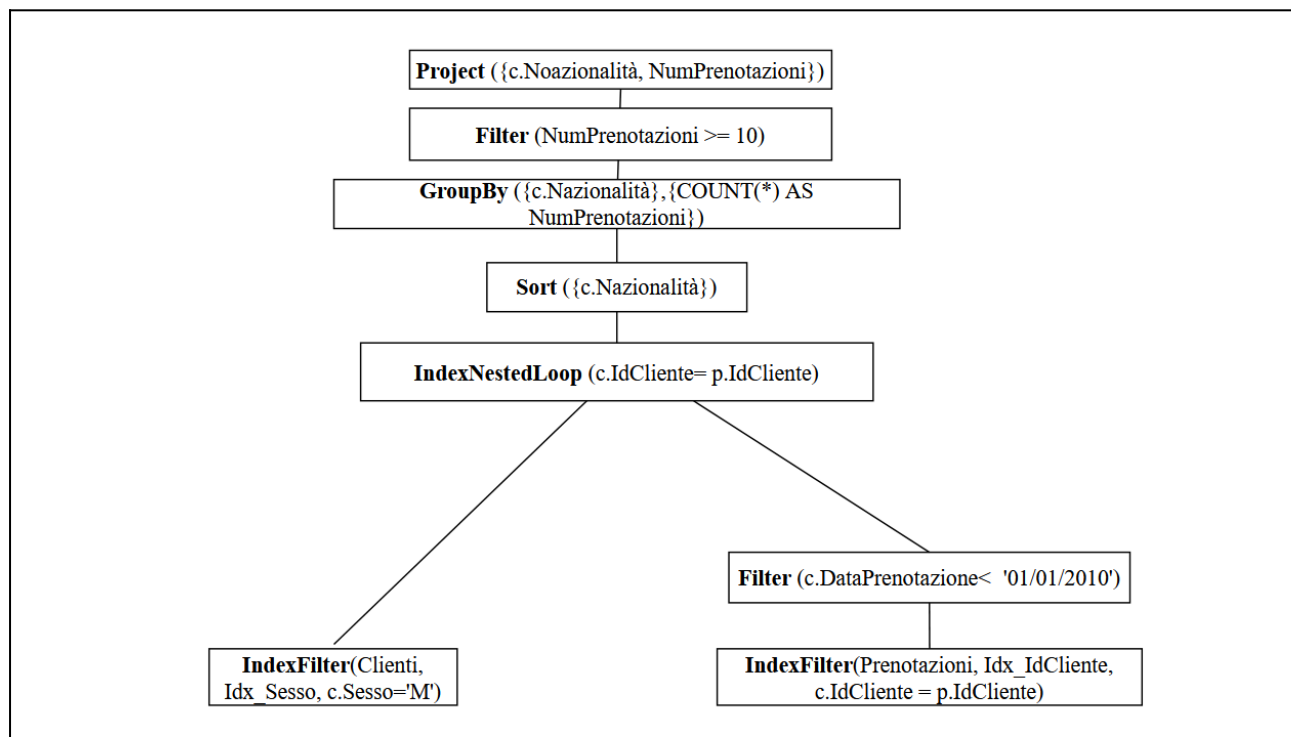 Project ({c.Noazionalità, NumPrenotazioni})
Filter (NumPrenotazioni >= 10)
GroupBy ({c.Nazionalità},{COUNT(*) AS
NumPrenotazioni})
Sort ({c.Nazionalità})
IndexNestedLoop (c.IdCliente= p.IdCliente)
Filter (c.DataPrenotazione< '01/01/2010')
IndexFilter(Clienti,
Idx_Sesso, c.Sesso='M')
IndexFilter(Prenotazioni, Idx_IdCliente,
c.IdCliente = p.IdCliente)